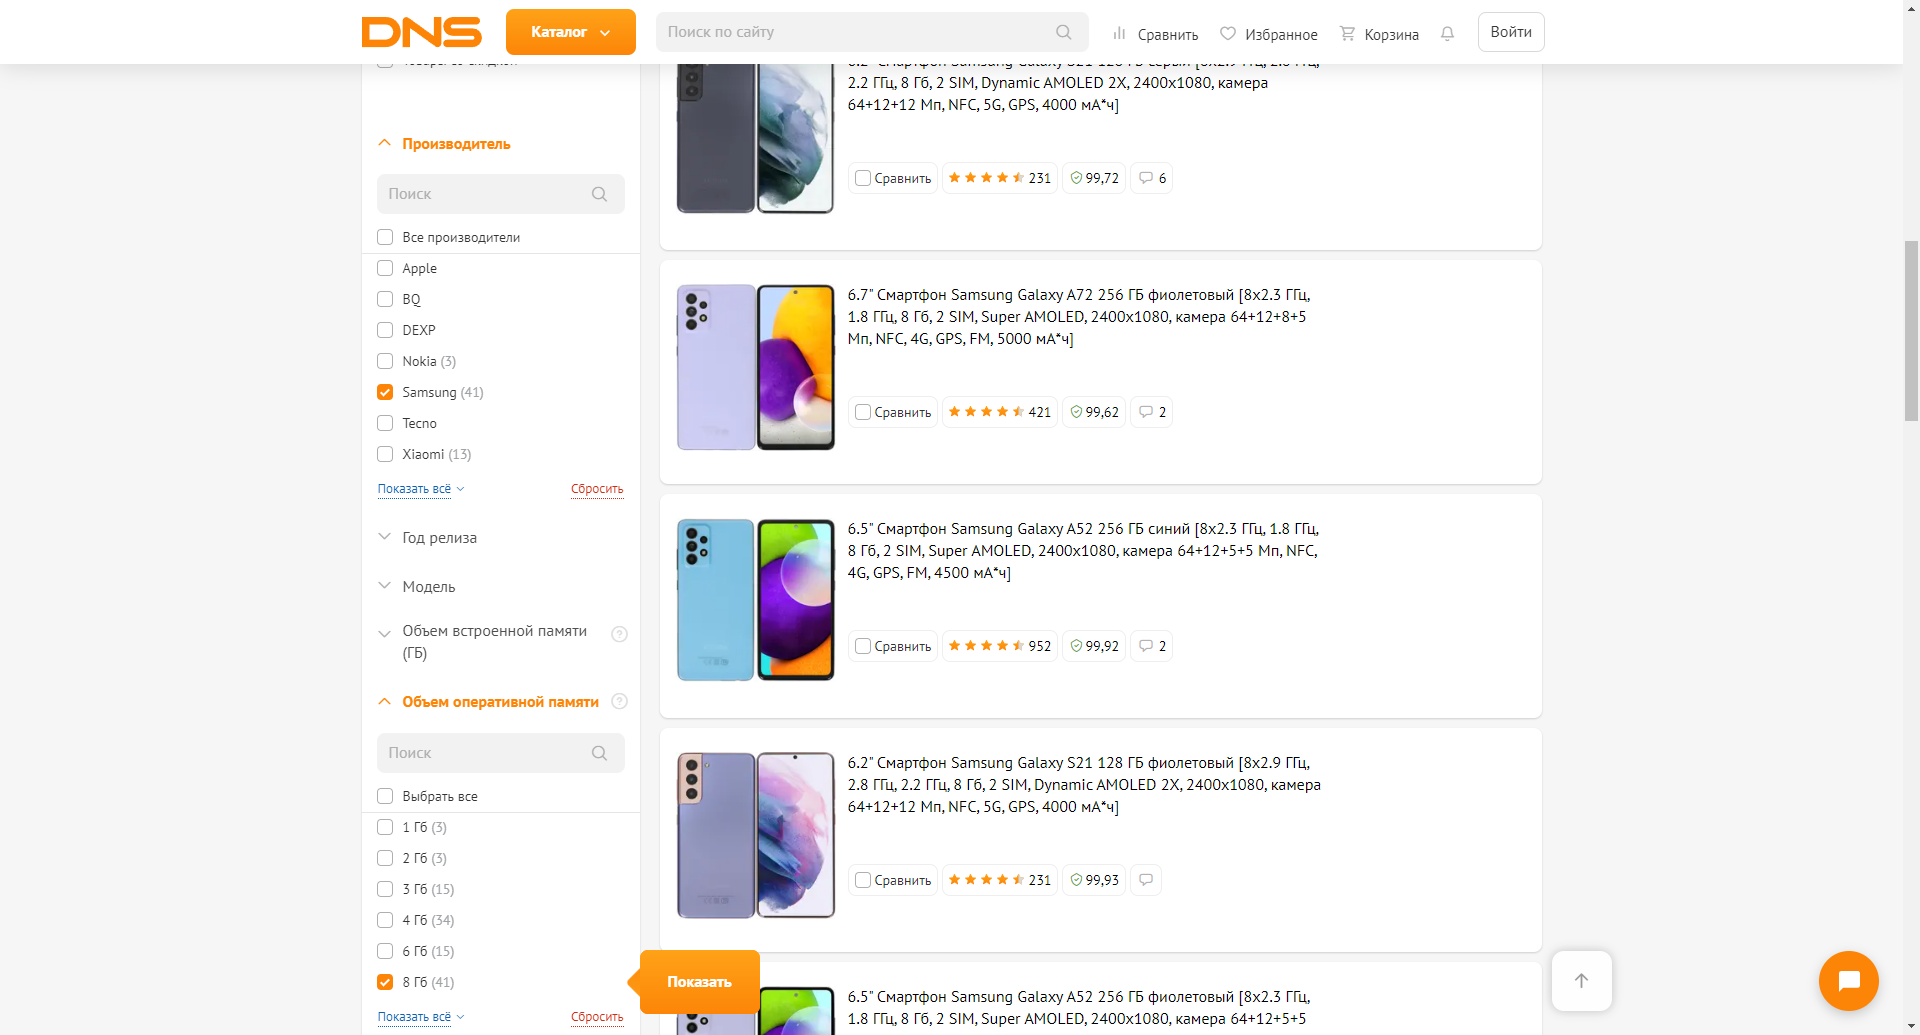 DNS
Каталог
Поиск по сайту
Сравнить
Избранное
Корзина
Войти
Производитель
Поиск
Все производители
Apple
BQ
DEXP
Nokia (3)
Samsung (41)
Tecno
Xiaomi (13)
Показать всё
Сбросить
Год релиза
Модель
Объем встроенной памяти
(ГБ)
Объем оперативной памяти
Поиск
Выбрать все
1 Гб (3)
2 Гб (3)
3 Гб (15)
4 Гб (34)
6 Гб (15)
8 Гб (41)
Показать всё
Сбросить
Показать
2.2 ГГц, 8 Гб, 2 SIM, Dynamic AMOLED 2X, 2400x1080, камера
64+12+12 Мп, NFC, 5G, GPS, 4000 мА*ч]
Сравнить 231 99,72 6
6.7" Смартфон Samsung Galaxy A72 256 ГБ фиолетовый [8x2.3 ГГц,
1.8 ГГц, 8 Гб, 2 SIM, Super AMOLED, 2400x1080, камера 64+12+8+5
Мп, NFC, 4G, GPS, FM, 5000 мА*ч]
Сравнить 421 99,62 2
6.5" Смартфон Samsung Galaxy A52 256 ГБ синий [8x2.3 ГГц, 1.8 ГГц,
8 Гб, 2 SIM, Super AMOLED, 2400x1080, камера 64+12+5+5 Мп, NFC,
4G, GPS, FM, 4500 мА*ч]
Сравнить 952 99,92 2
6.2" Смартфон Samsung Galaxy S21 128 ГБ фиолетовый [8x2.9 ГГц,
2.8 ГГц, 2.2 ГГц, 8 Гб, 2 SIM, Dynamic AMOLED 2X, 2400x1080, камера
64+12+12 Мп, NFC, 5G, GPS, 4000 мА*ч]
Сравнить 231 99,93
6.5" Смартфон Samsung Galaxy A52 256 ГБ фиолетовый [8x2.3 ГГц,
1.8 ГГц, 8 Гб, 2 SIM, Super AMOLED, 2400x1080, камера 64+12+5+5